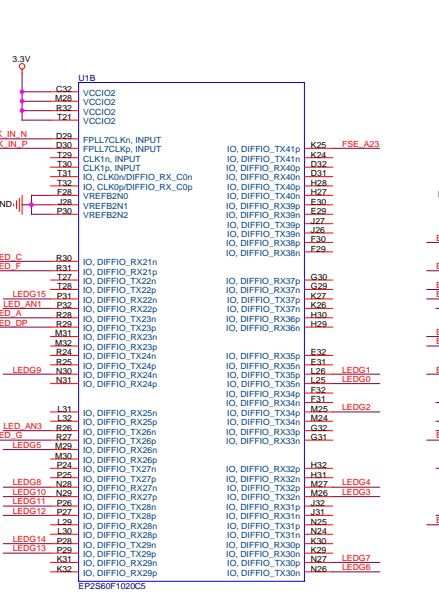 3.3V
U1B
C32 VCCIO2
M28 VCCIO2
R32 VCCIO2
T21 VCCIO2
K_IN_N D29 FPLL7CLKn, INPUT
K_IN_P D30 FPLL7CLKp, INPUT
T29 CLK1n, INPUT
T30 CLK1p, INPUT
T31 IO, CLK0n/DIFFIO_RX_C0n
T32 IO, CLK0p/DIFFIO_RX_C0p
F28 VREFB2N0
ND J28 VREFB2N1
P30 VREFB2N2
ED_C R30 IO, DIFFIO_RX21n
ED_F R31 IO, DIFFIO_RX21p
T27 IO, DIFFIO_TX22n
T28 IO, DIFFIO_TX22p
LEDG15 P31 IO, DIFFIO_RX22n
LED_AN1 P32 IO, DIFFIO_RX22p
ED_A R28 IO, DIFFIO_TX23n
ED_DP R29 IO, DIFFIO_TX23p
M31 IO, DIFFIO_RX23n
M32 IO, DIFFIO_RX23p
R24 IO, DIFFIO_TX24n
R25 IO, DIFFIO_TX24p
LEDG9 N30 IO, DIFFIO_RX24n
N31 IO, DIFFIO_RX24p
L31 IO, DIFFIO_RX25n
L32 IO, DIFFIO_RX25p
LED_AN3 R26 IO, DIFFIO_TX26n
ED_G R27 IO, DIFFIO_TX26p
LEDG5 M29 IO, DIFFIO_RX26n
M30 IO, DIFFIO_RX26p
P24 IO, DIFFIO_TX27n
P25 IO, DIFFIO_TX27p
LEDG8 N28 IO, DIFFIO_RX27n
LEDG10 N29 IO, DIFFIO_RX27p
LEDG11 P26 IO, DIFFIO_TX28n
LEDG12 P27 IO, DIFFIO_TX28p
L29 IO, DIFFIO_RX28n
L30 IO, DIFFIO_RX28p
LEDG14 P28 IO, DIFFIO_TX29n
LEDG13 P29 IO, DIFFIO_TX29p
K31 IO, DIFFIO_RX29n
K32 IO, DIFFIO_RX29p
IO, DIFFIO_TX41p K25 FSE_A23
IO, DIFFIO_TX41n K24
IO, DIFFIO_RX40p D32
IO, DIFFIO_RX40n D31
IO, DIFFIO_TX40p H28
IO, DIFFIO_TX40n H27
IO, DIFFIO_RX39p E30
IO, DIFFIO_RX39n E29
IO, DIFFIO_TX39p J27
IO, DIFFIO_TX39n J26
IO, DIFFIO_RX38p F30
IO, DIFFIO_RX38n F29
IO, DIFFIO_RX37p G30
IO, DIFFIO_RX37n G29
IO, DIFFIO_TX37p K27
IO, DIFFIO_TX37n K26
IO, DIFFIO_RX36p H30
IO, DIFFIO_RX36n H29
IO, DIFFIO_RX35p E32
IO, DIFFIO_RX35n E31
IO, DIFFIO_TX35p L26 LEDG1
IO, DIFFIO_TX35n L25 LEDG0
IO, DIFFIO_RX34p F32
IO, DIFFIO_RX34n F31
IO, DIFFIO_TX34p M25 LEDG2
IO, DIFFIO_TX34n M24
IO, DIFFIO_RX33p G32
IO, DIFFIO_RX33n G31
IO, DIFFIO_RX32p H32
IO, DIFFIO_RX32n H31
IO, DIFFIO_TX32p M27 LEDG4
IO, DIFFIO_TX32n M26 LEDG3
IO, DIFFIO_RX31p J32
IO, DIFFIO_RX31n J31
IO, DIFFIO_TX31p N25
IO, DIFFIO_TX31n N24
IO, DIFFIO_RX30p K30
IO, DIFFIO_RX30n K29
IO, DIFFIO_TX30p N27 LEDG7
IO, DIFFIO_TX30n N26 LEDG6
EP2S60F1020C5